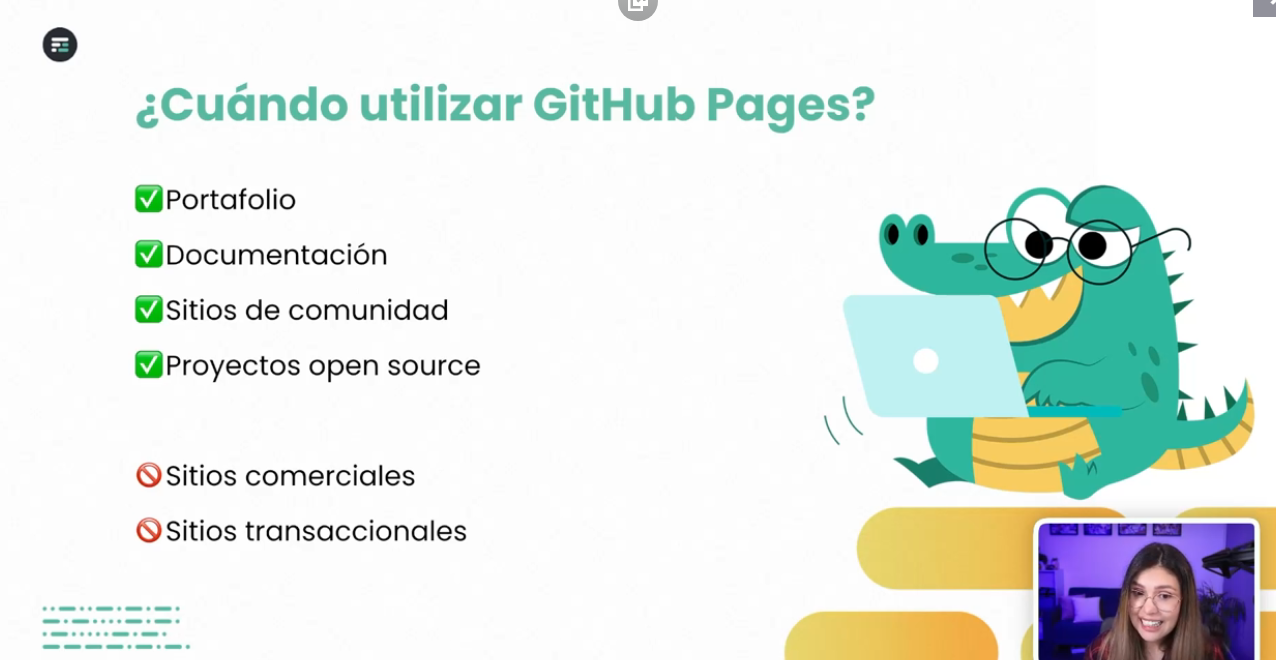 ¿Cuándo utilizar GitHub Pages?
✅Portafolio
✅Documentación
✅Sitios de comunidad
✅Proyectos open source
🚫Sitios comerciales
🚫Sitios transaccionales